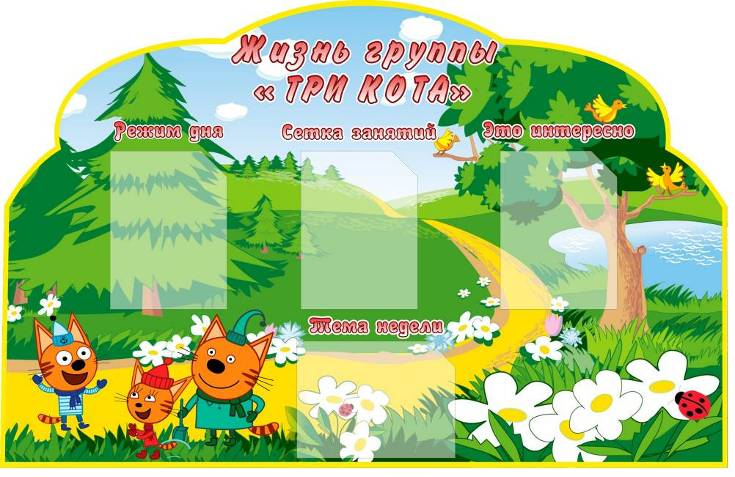 Жизнь группы
« ТРИ КОТА»
Режим дня
Сетка занятий
Это интересно
Тема недели